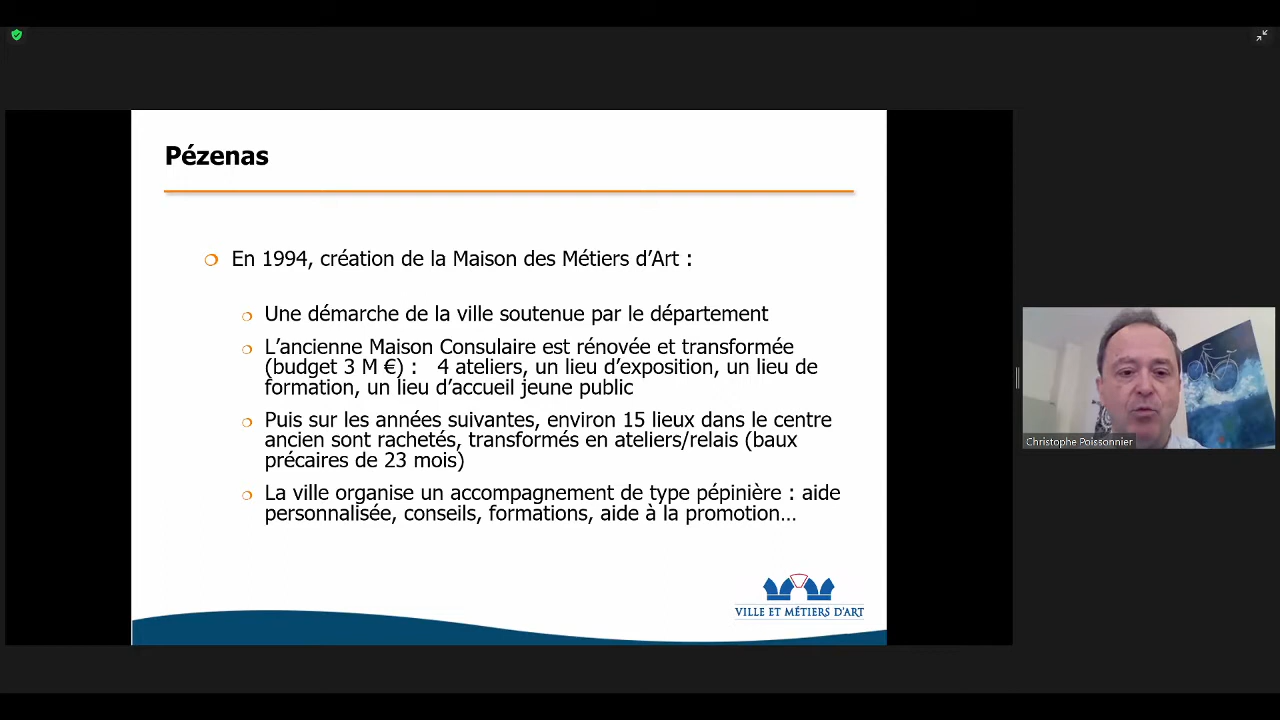 Pézenas
En 1994, création de la Maison des Métiers d’Art :
Une démarche de la ville soutenue par le département
L’ancienne Maison Consulaire est rénovée et transformée
(budget 3 M €) : 4 ateliers, un lieu d’exposition, un lieu de
formation, un lieu d’accueil jeune public
Puis sur les années suivantes, environ 15 lieux dans le centre
ancien sont rachetés, transformés en ateliers/relais (baux
précaires de 23 mois)
La ville organise un accompagnement de type pépinière : aide
personnalisée, conseils, formations, aide à la promotion…
VILLE ET MÉTIERS D’ART
Christophe Poissonnier